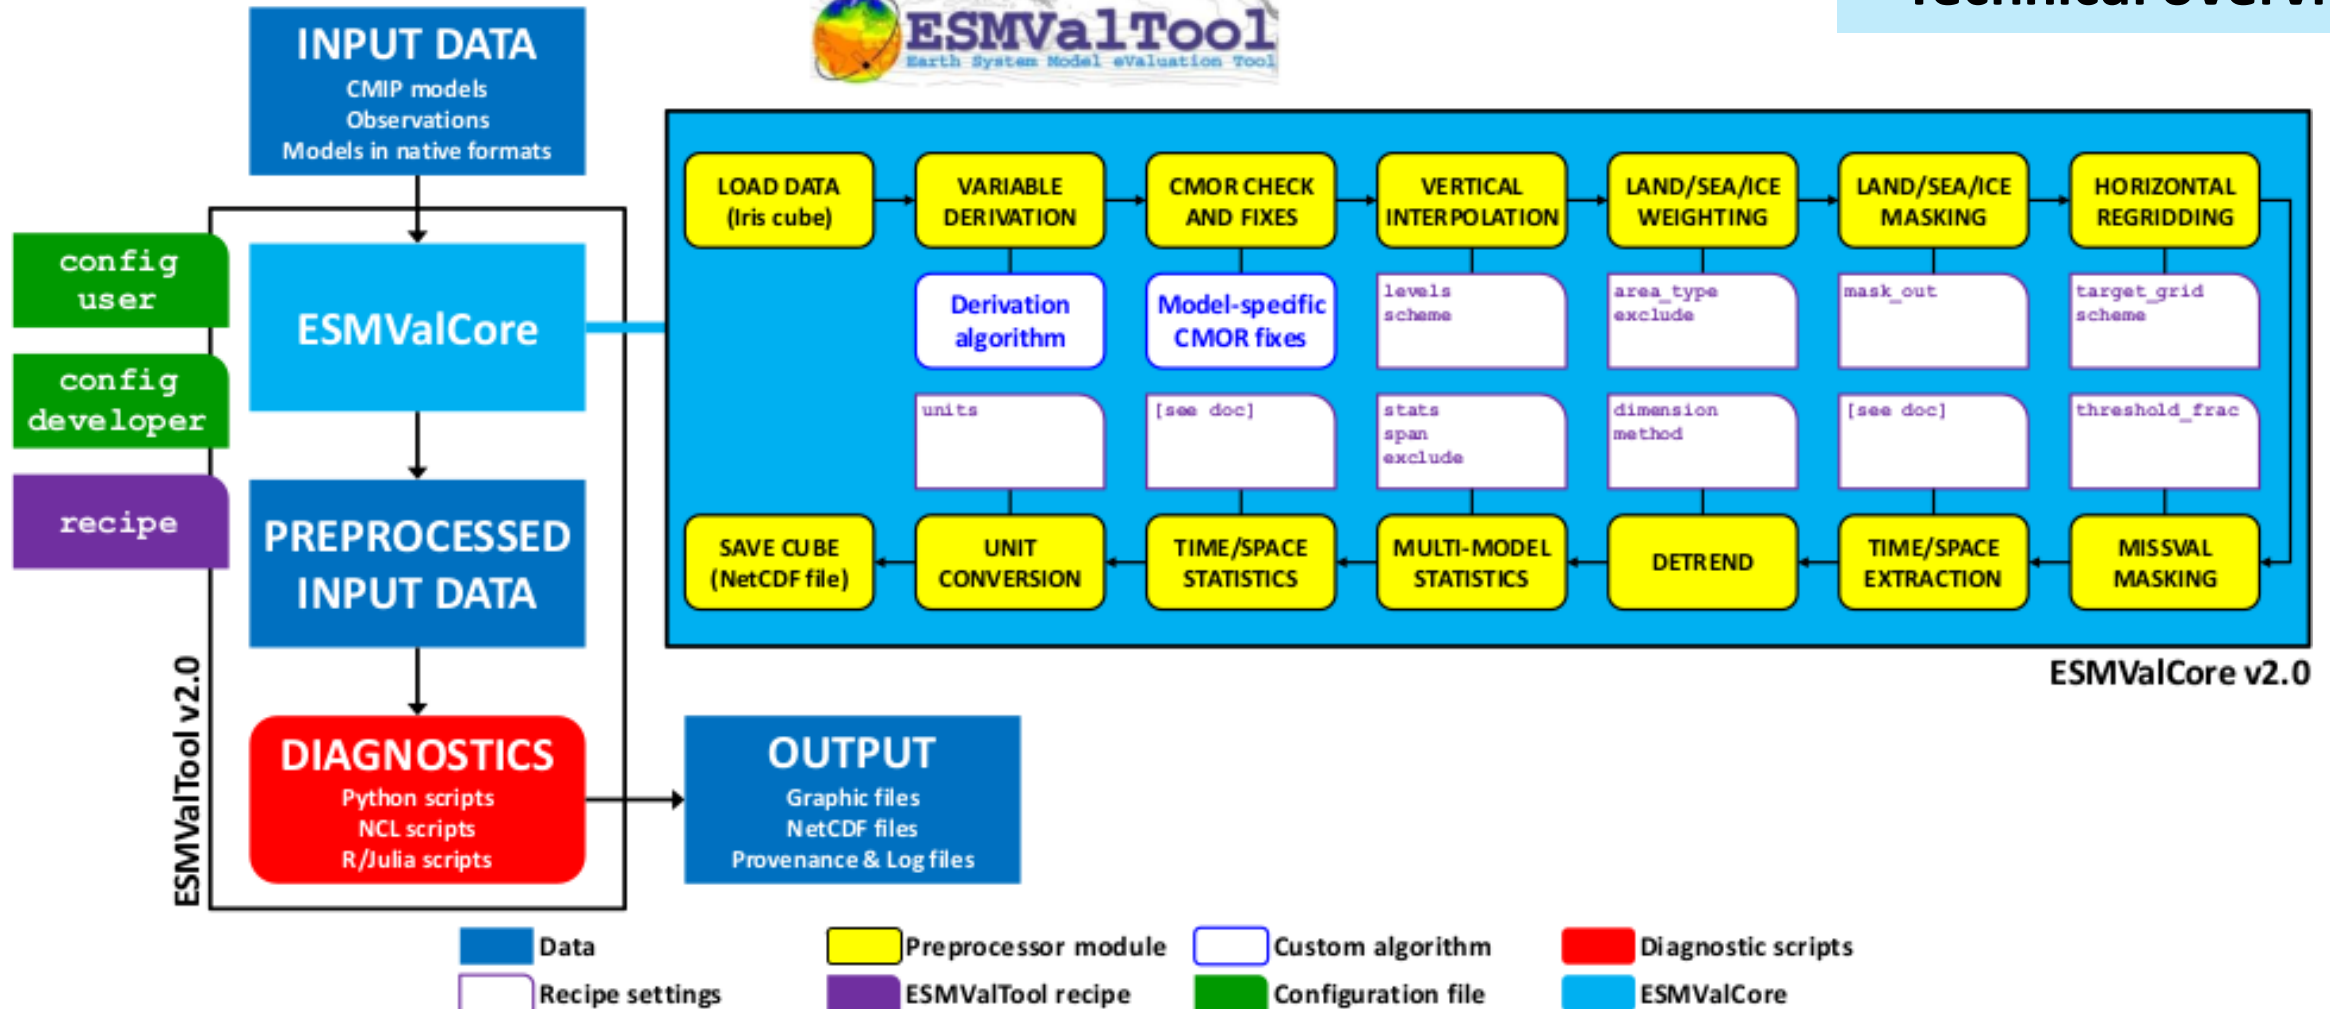 Technical Overvi
ESMValTool
Earth System Model eValuation Tool
INPUT DATA
CMIP models
Observations
Models in native formats
config
user
config
developer
recipe
ESMValCore
PREPROCESSED
INPUT DATA
DIAGNOSTICS
Python scripts
NCL scripts
R/Julia scripts
ESMValTool v2.0
OUTPUT
Graphic files
NetCDF files
Provenance & Log files
LOAD DATA
(Iris cube)
VARIABLE
DERIVATION
CMOR CHECK
AND FIXES
VERTICAL
INTERPOLATION
LAND/SEA/ICE
WEIGHTING
LAND/SEA/ICE
MASKING
HORIZONTAL
REGRIDDING
Derivation
algorithm
Model-specific
CMOR fixes
levels
scheme
area_type
exclude
mask_out
target_grid
scheme
units
[see doc]
stats
span
exclude
dimension
method
[see doc]
threshold_frac
SAVE CUBE
(NetCDF file)
UNIT
CONVERSION
TIME/SPACE
STATISTICS
MULTI-MODEL
STATISTICS
DETREND
TIME/SPACE
EXTRACTION
MISSVAL
MASKING
ESMValCore v2.0
Data
Preprocessor module
Custom algorithm
Diagnostic scripts
Recipe settings
ESMValTool recipe
Configuration file
ESMValCore